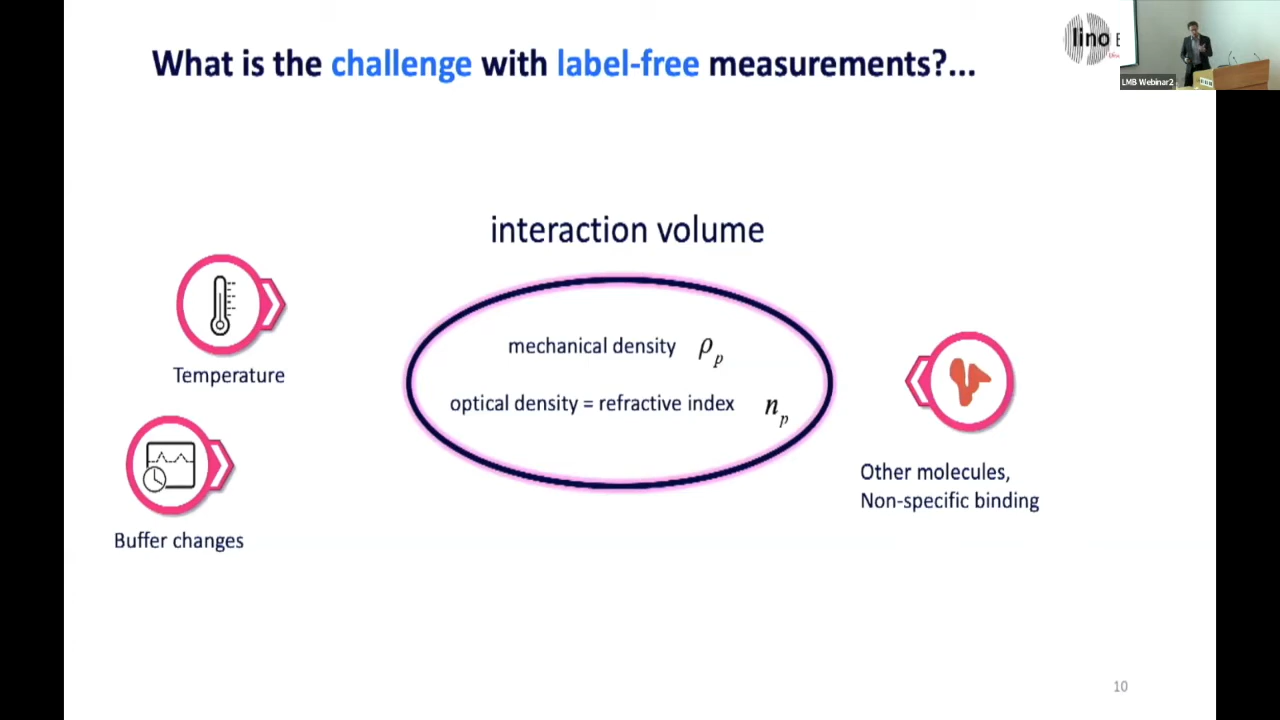 What is the challenge with label-free measurements?...
lino
LMB Webinar2
interaction volume
mechanical density ρp
optical density = refractive index np
Temperature
Buffer changes
Other molecules,
Non-specific binding
10